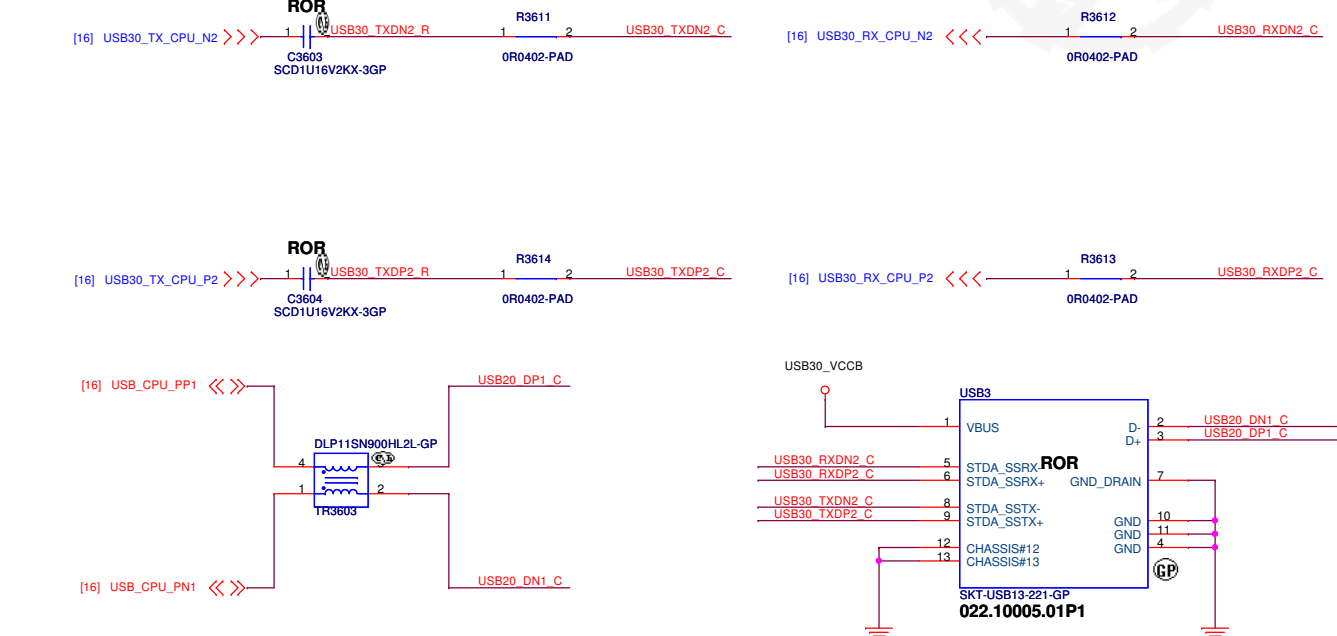 ROR
[16] USB30_TX_CPU_N2
1
USB30_TXDN2_R
C3603
SCD1U16V2KX-3GP
R3611
1 2
USB30_TXDN2_C
0R0402-PAD
[16] USB30_RX_CPU_N2
R3612
1 2
USB30_RXDN2_C
0R0402-PAD
ROR
[16] USB30_TX_CPU_P2
1
USB30_TXDP2_R
C3604
SCD1U16V2KX-3GP
R3614
1 2
USB30_TXDP2_C
0R0402-PAD
[16] USB30_RX_CPU_P2
R3613
1 2
USB30_RXDP2_C
0R0402-PAD
[16] USB_CPU_PP1
USB20_DP1_C
DLP11SN900HL2L-GP
4
1 2
TR3603
[16] USB_CPU_PN1
USB20_DN1_C
USB30_VCCB
USB3
1 VBUS
D- 2 USB20_DN1_C
D+ 3 USB20_DP1_C
USB30_RXDN2_C 5 STDA_SSRX-
ROR
USB30_RXDP2_C 6 STDA_SSRX+
GND_DRAIN 7
USB30_TXDN2_C 8 STDA_SSTX-
USB30_TXDP2_C 9 STDA_SSTX+
GND 10
GND 11
GND 4
12 CHASSIS#12
13 CHASSIS#13
GP
SKT-USB13-221-GP
022.10005.01P1